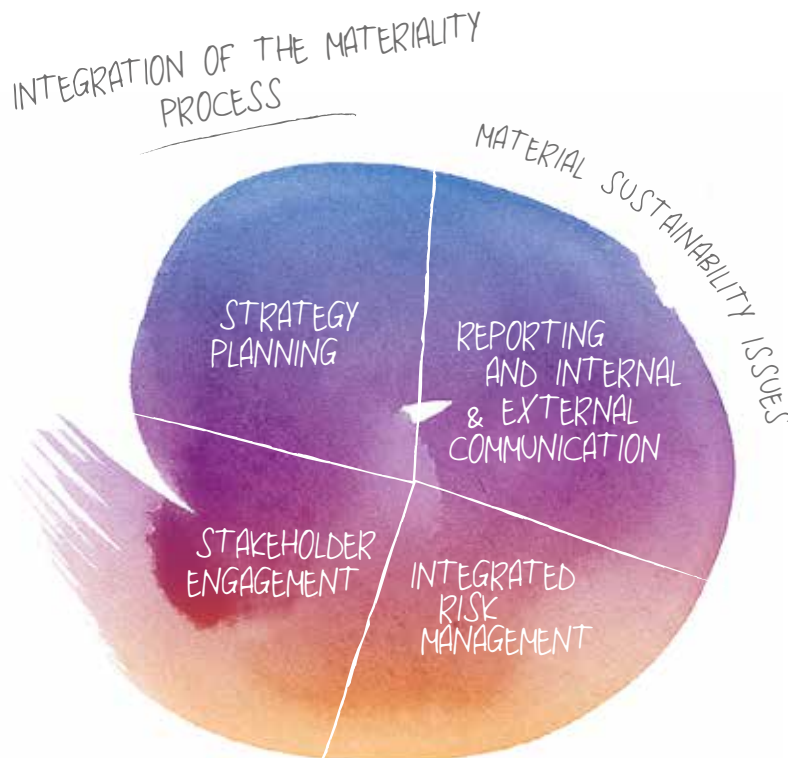 INTEGRATION OF THE MATERIALITY
PROCESS
MATERIAL SUSTAINABILITY ISSUES
STRATEGY
PLANNING
REPORTING
AND INTERNAL
& EXTERNAL
COMMUNICATION
STAKEHOLDER
ENGAGEMENT
INTEGRATED
RISK
MANAGEMENT